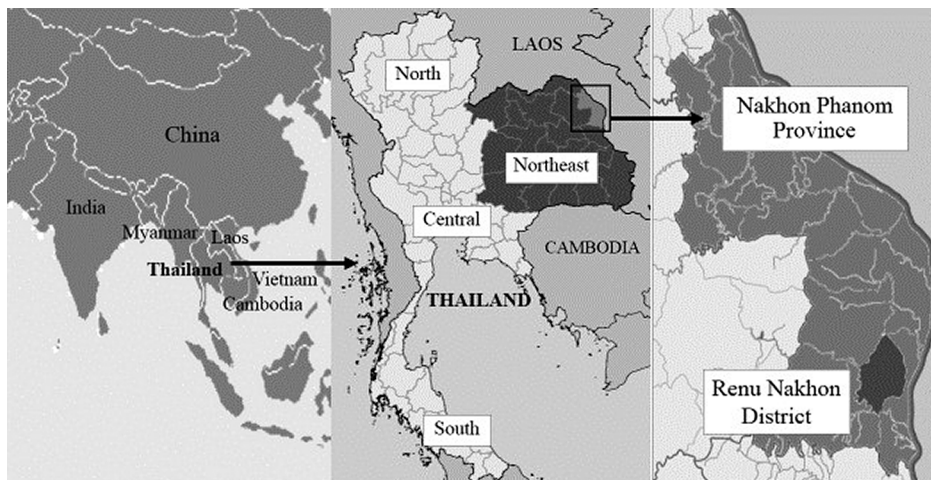 China
India
Myanmar
Laos
Thailand
Vietnam
Cambodia
LAOS
North
Northeast
Central
CAMBODIA
THAILAND
South
Nakhon Phanom
Province
Renu Nakhon
District